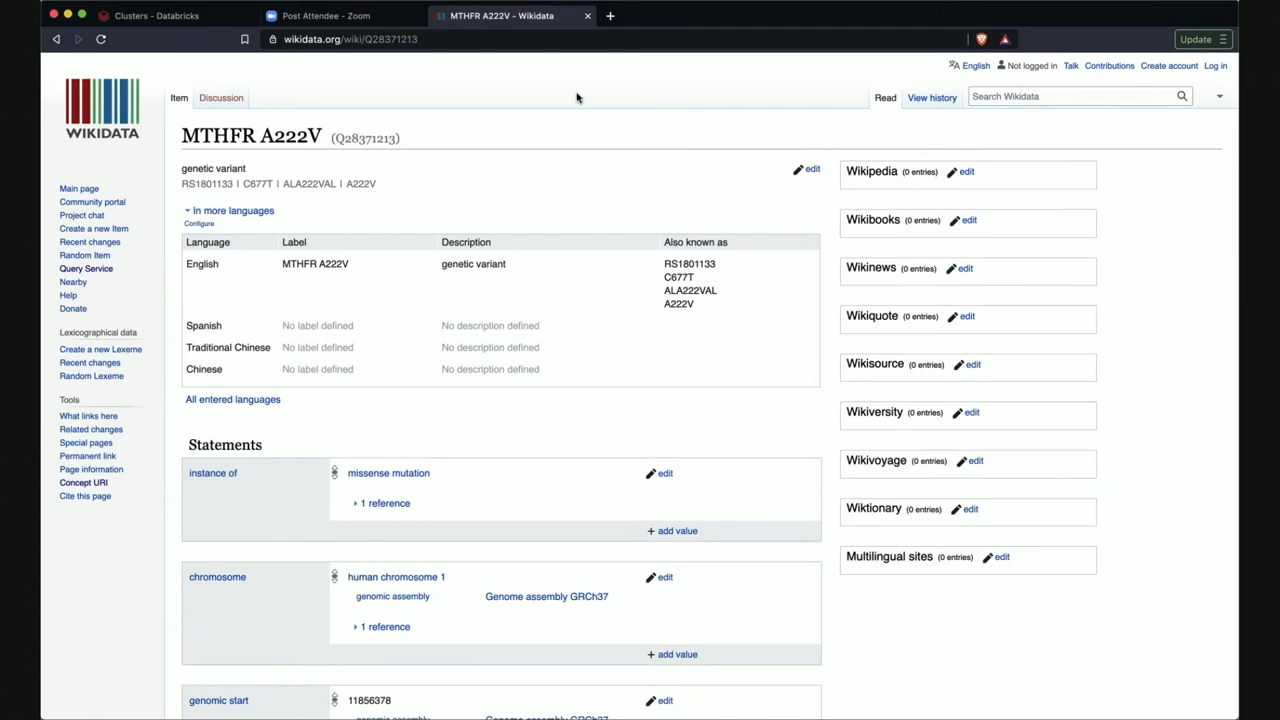 Clusters - Databricks
Post Attendee - Zoom
MTHFR A222V - Wikidata
wikidata.org/wiki/Q28371213
Update
English Not logged in Talk Contributions Create account Log in
WIKIDATA
Item Discussion
Read View history
Search Wikidata
MTHFR A222V (Q28371213)
genetic variant
edit
RS1801133 | C677T | ALA222VAL | A222V
In more languages
Configure
Language Label Description Also known as
English MTHFR A222V genetic variant RS1801133
C677T
ALA222VAL
A222V
Spanish No label defined No description defined
Traditional Chinese No label defined No description defined
Chinese No label defined No description defined
All entered languages
Statements
instance of missense mutation edit
1 reference
+ add value
chromosome human chromosome 1 edit
genomic assembly Genome assembly GRCh37
1 reference
+ add value
genomic start 11856378 edit
genomic assembly Genome assembly GRCh37
Main page
Community portal
Project chat
Create a new Item
Recent changes
Random Item
Query Service
Nearby
Help
Donate
Lexicographical data
Create a new Lexeme
Recent changes
Random Lexeme
Tools
What links here
Related changes
Special pages
Permanent link
Page information
Concept URI
Cite this page
Wikipedia (0 entries) edit
Wikibooks (0 entries) edit
Wikinews (0 entries) edit
Wikiquote (0 entries) edit
Wikisource (0 entries) edit
Wikiversity (0 entries) edit
Wikivoyage (0 entries) edit
Wiktionary (0 entries) edit
Multilingual sites (0 entries) edit